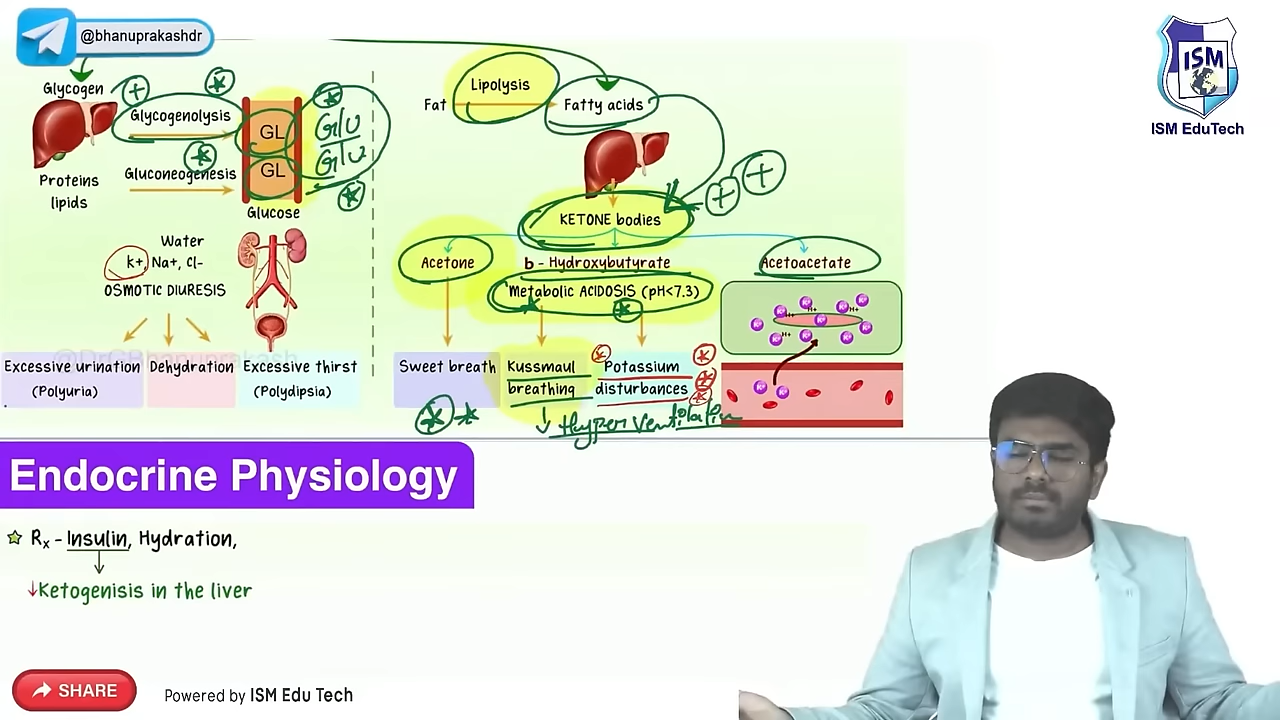 @bhanuprakashdr
ISM
ISM EduTech
Glycogen
Glycogenolysis
Gluconeogenesis
Proteins
lipids
GL
GL
Glu
Glu
Glucose
Water
K+, Na+, Cl-
OSMOTIC DIURESIS
Excessive urination
(Polyuria)
Dehydration
Excessive thirst
(Polydipsia)
@DrGBhanuprakash
Lipolysis
Fat
Fatty acids
KETONE bodies
Acetone
b - Hydroxybutyrate
Acetoacetate
Metabolic ACIDOSIS (pH<7.3)
Sweet breath
Kussmaul
breathing
Potassium
disturbances
↓ Hyperventilation
K+ K+ K+ K+ K+ K+ K+ K+ K+
H+ H+ H+ H+
K+ K+
Endocrine Physiology
Rx - Insulin, Hydration,
↓Ketogenisis in the liver
SHARE
Powered by ISM Edu Tech